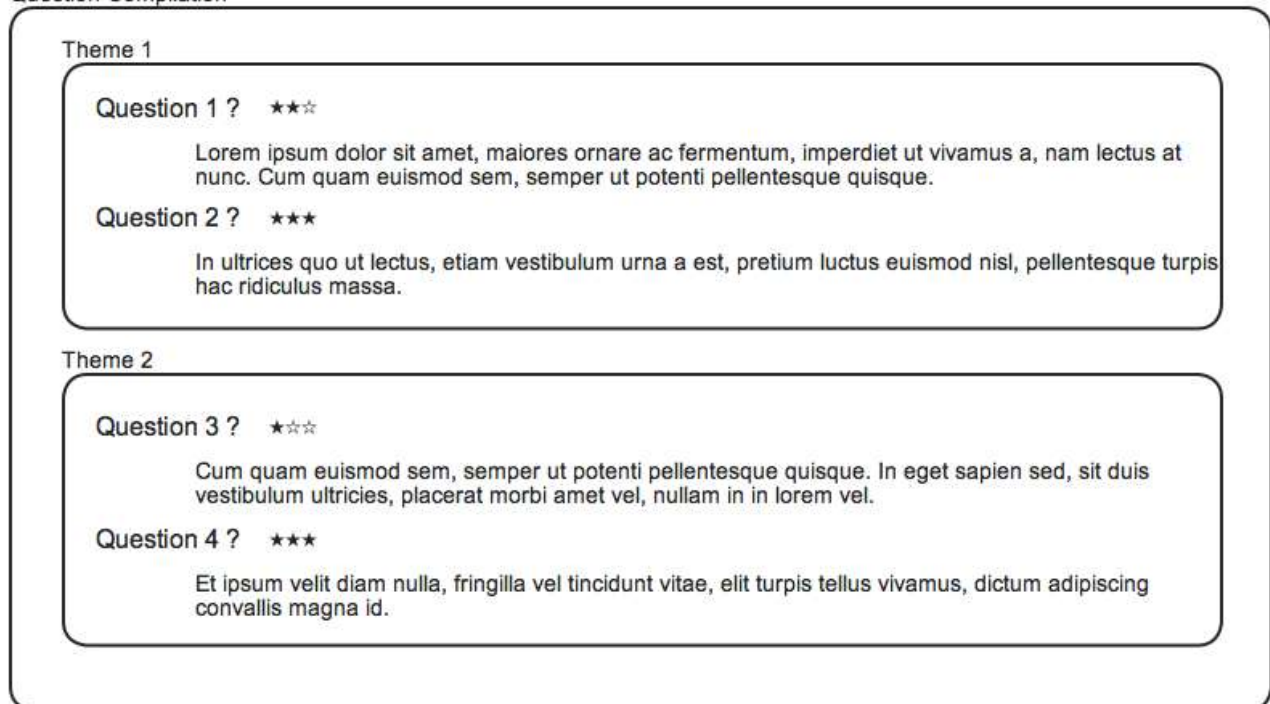 Question Compilation
Theme 1
Question 1 ? ★★☆
Lorem ipsum dolor sit amet, maiores ornare ac fermentum, imperdiet ut vivamus a, nam lectus at
nunc. Cum quam euismod sem, semper ut potenti pellentesque quisque.
Question 2 ? ★★★
In ultrices quo ut lectus, etiam vestibulum urna a est, pretium luctus euismod nisl, pellentesque turpis
hac ridiculus massa.
Theme 2
Question 3 ? ★☆☆
Cum quam euismod sem, semper ut potenti pellentesque quisque. In eget sapien sed, sit duis
vestibulum ultricies, placerat morbi amet vel, nullam in in lorem vel.
Question 4 ? ★★★
Et ipsum velit diam nulla, fringilla vel tincidunt vitae, elit turpis tellus vivamus, dictum adipiscing
convallis magna id.